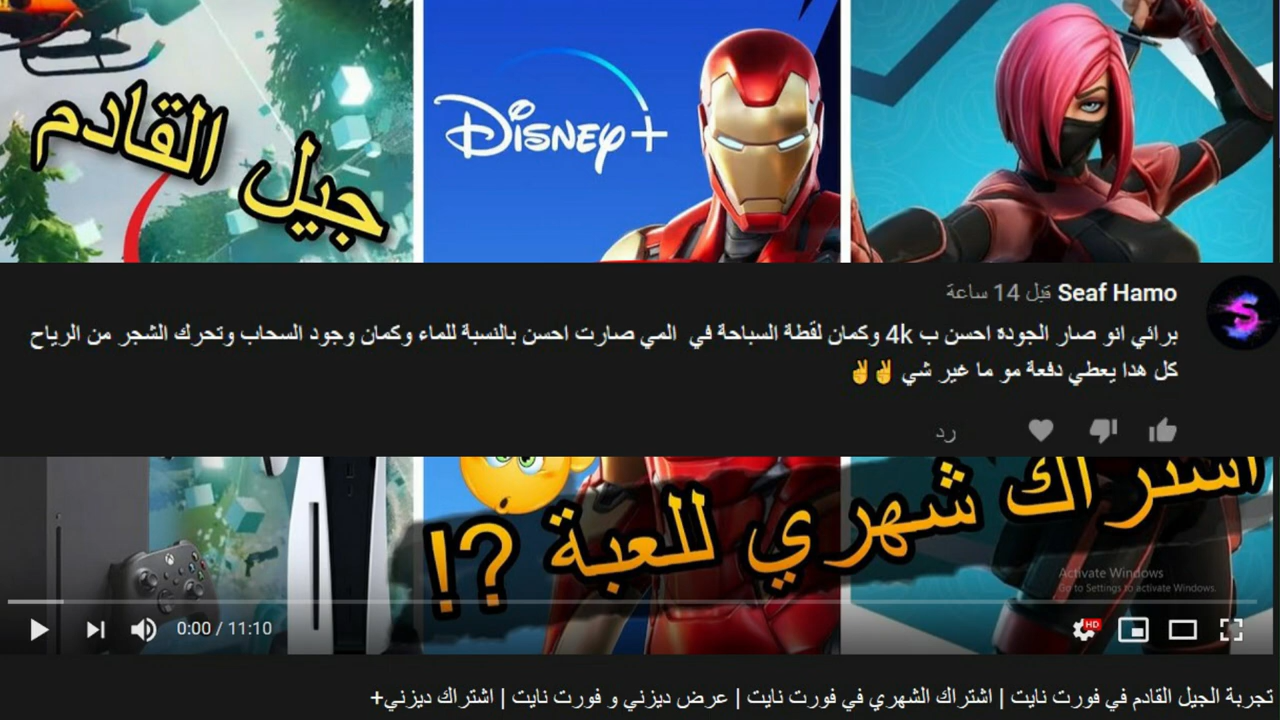 جيل القادم
Disney+
Seaf Hamo قبل 14 ساعة
برائي انو صار الجوده احسن ب 4k وكمان لقطة السباحة في المي صارت احسن بالنسبة للماء وكمان وجود السحاب وتحرك الشجر من الرياح
كل هدا يعطي دفعة مو ما غير شي ✌✌
رد
اشتراك شهري للعبة ?!
Activate Windows
Go to Settings to activate Windows.
0:00 / 11:10
HD
تجربة الجيل القادم في فورت نايت | اشتراك الشهري في فورت نايت | عرض ديزني و فورت نايت | اشتراك ديزني+